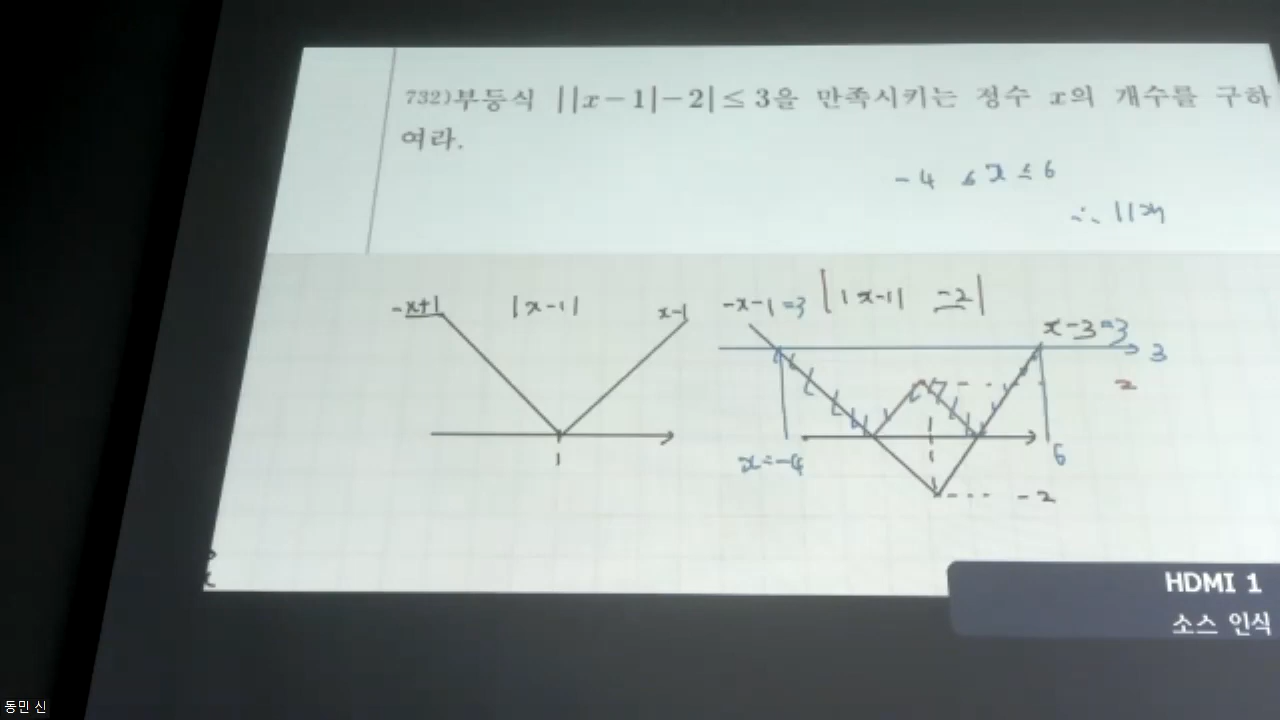 732)부등식 ||x-1|-2|≤3을 만족시키는 정수 x의 개수를 구하
여라.
-4 ≤ x ≤ 6
∴ 11개
-x+1 |x-1| x-1
-x-1=3 ||x-1| -2|
x-3=3
3
2
x=-4
6
1
-2
HDMI 1
소스 인식
동민 신